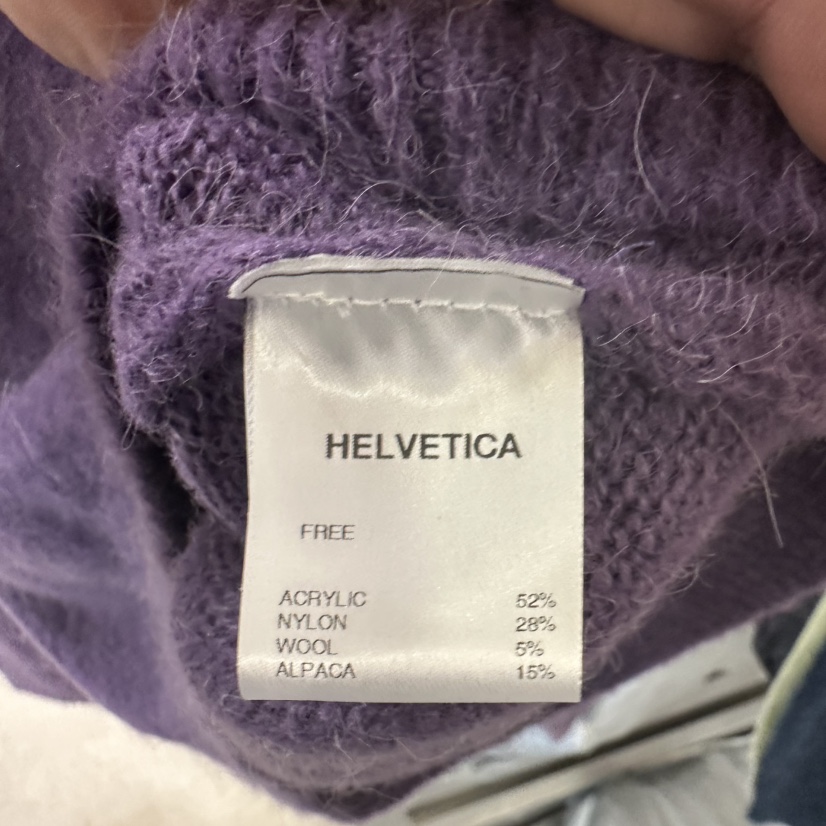 HELVETICA
FREE
ACRYLIC 52%
NYLON 28%
WOOL 5%
ALPACA 15%